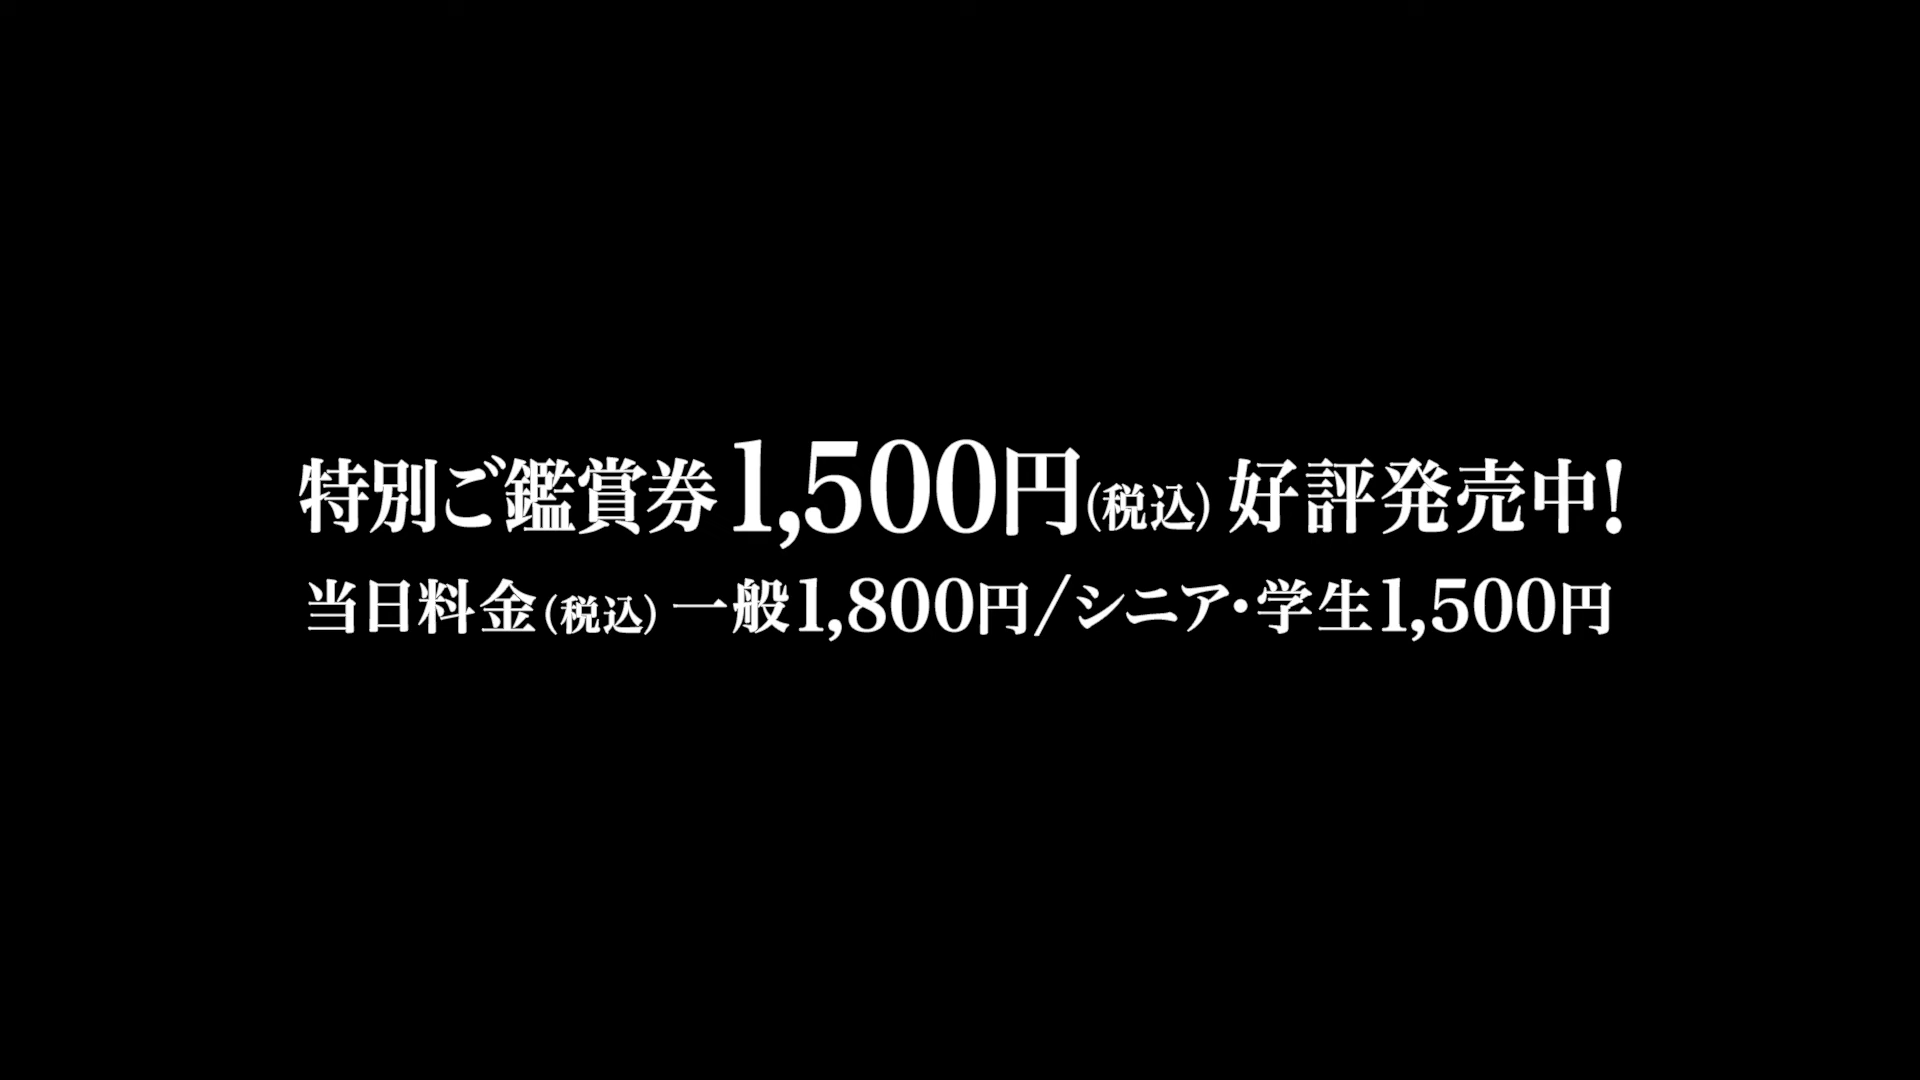 特別ご鑑賞券1,500円(税込)好評発売中!
当日料金(税込)一般1,800円/シニア・学生1,500円